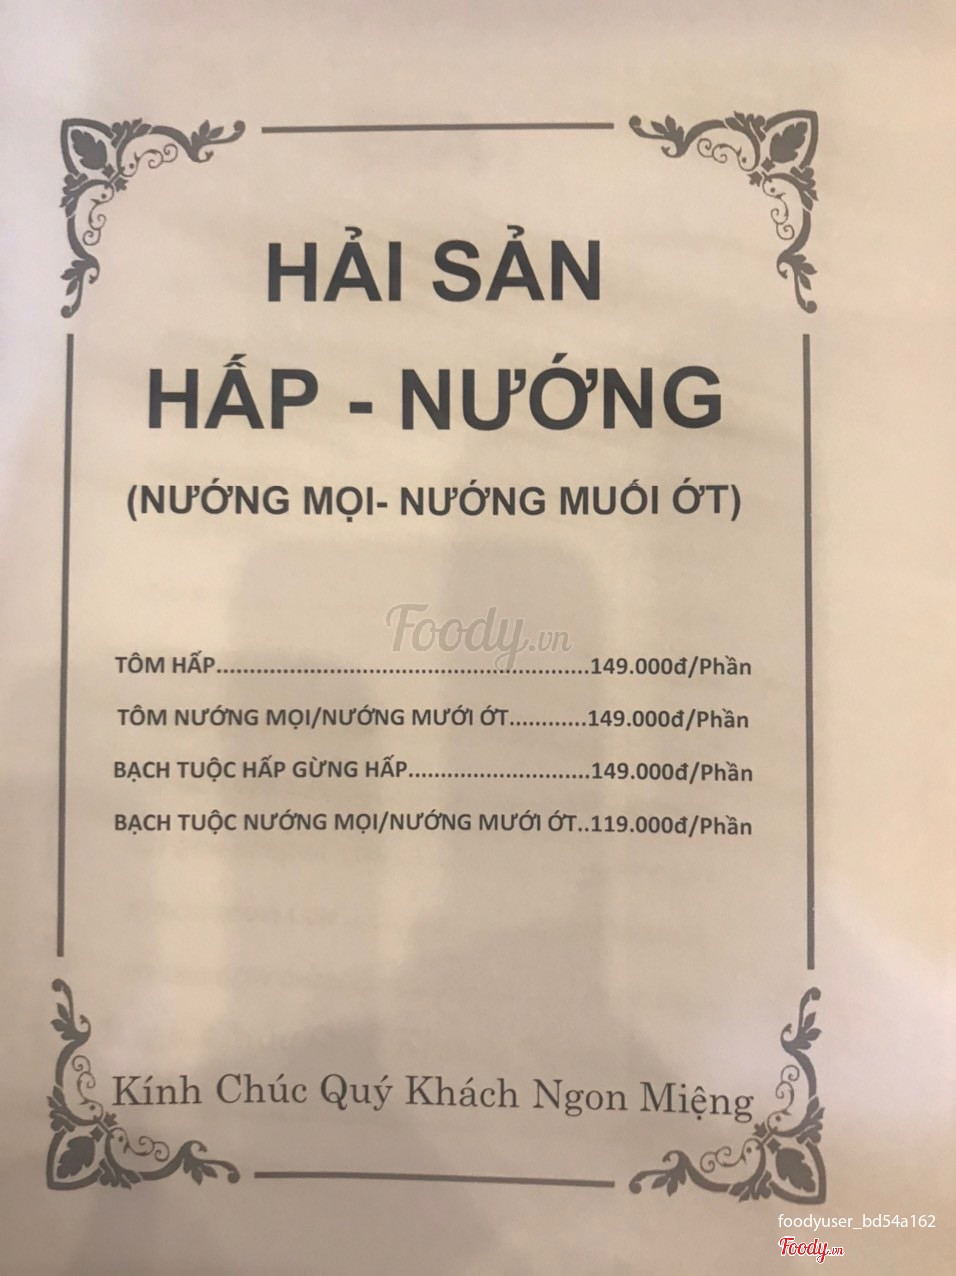 HẢI SẢN
HẤP - NƯỚNG
(NƯỚNG MỌI- NƯỚNG MUỐI ỚT)
Foody.vn
TÔM HẤP.........................................................149.000đ/Phần
TÔM NƯỚNG MỌI/NƯỚNG MƯỚI ỚT............149.000đ/Phần
BẠCH TUỘC HẤP GỪNG HẤP............................149.000đ/Phần
BẠCH TUỘC NƯỚNG MỌI/NƯỚNG MƯỚI ỚT..119.000đ/Phần
Kính Chúc Quý Khách Ngon Miệng
foodyuser_bd54a162
Foody.vn